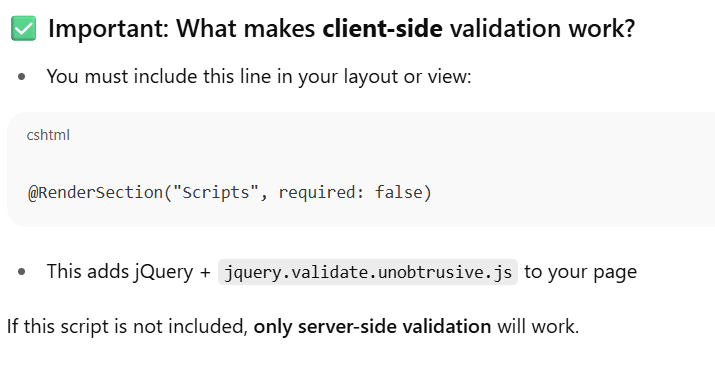 ✅ Important: What makes client-side validation work?
• You must include this line in your layout or view:
cshtml
@RenderSection("Scripts", required: false)
• This adds jQuery + jquery.validate.unobtrusive.js to your page
If this script is not included, only server-side validation will work.